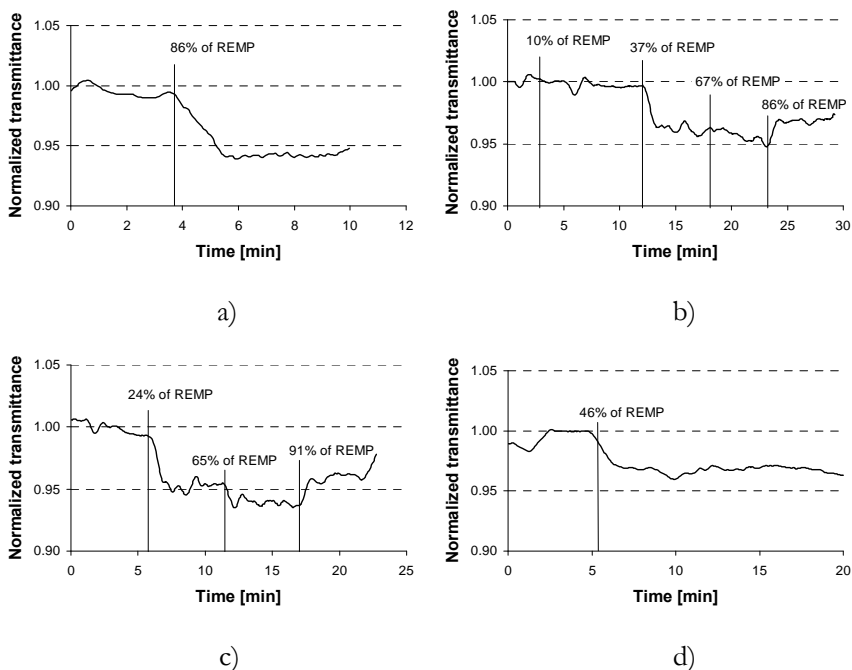 1.05
1.00
0.95
0.90
Normalized transmittance
86% of REMP
0 2 4 6 8 10 12
Time [min]
a)
1.05
1.00
0.95
0.90
Normalized transmittance
10% of REMP
37% of REMP
67% of REMP
86% of REMP
0 5 10 15 20 25 30
Time [min]
b)
1.05
1.00
0.95
0.90
Normalized transmittance
24% of REMP
65% of REMP
91% of REMP
0 5 10 15 20 25
Time [min]
c)
1.05
1.00
0.95
0.90
Normalized transmittance
46% of REMP
0 5 10 15 20
Time [min]
d)